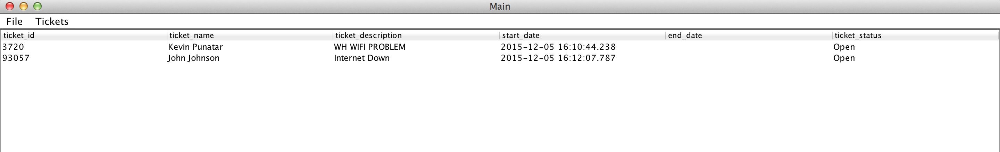 Main
File Tickets
ticket_id ticket_name ticket_description start_date end_date ticket_status
3720 Kevin Punatar WH WIFI PROBLEM 2015-12-05 16:10:44.238 Open
93057 John Johnson Internet Down 2015-12-05 16:12:07.787 Open